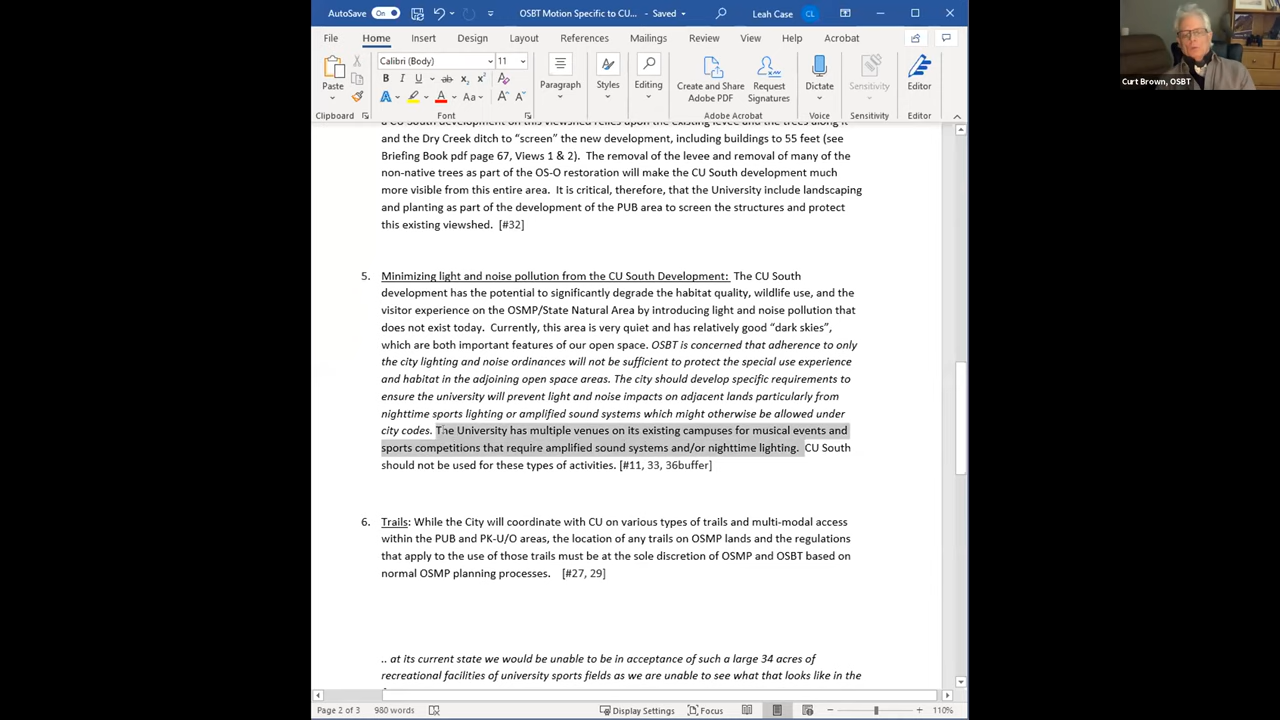 AutoSave On OSBT Motion Specific to CU... - Saved Leah Case CL
File Home Insert Design Layout References Mailings Review View Help Acrobat
Calibri (Body) 11
Paste Paragraph Styles Editing Create and Share Adobe PDF Request Signatures Dictate Sensitivity Editor
Clipboard Font Adobe Acrobat Voice Sensitivity Editor
Curt Brown, OSBT
a CU South development on this viewshed relies upon the existing levee and the trees along it
and the Dry Creek ditch to “screen” the new development, including buildings to 55 feet (see
Briefing Book pdf page 67, Views 1 & 2). The removal of the levee and removal of many of the
non-native trees as part of the OS-O restoration will make the CU South development much
more visible from this entire area. It is critical, therefore, that the University include landscaping
and planting as part of the development of the PUB area to screen the structures and protect
this existing viewshed. [#32]
5. Minimizing light and noise pollution from the CU South Development: The CU South
development has the potential to significantly degrade the habitat quality, wildlife use, and the
visitor experience on the OSMP/State Natural Area by introducing light and noise pollution that
does not exist today. Currently, this area is very quiet and has relatively good “dark skies”,
which are both important features of our open space. OSBT is concerned that adherence to only
the city lighting and noise ordinances will not be sufficient to protect the special use experience
and habitat in the adjoining open space areas. The city should develop specific requirements to
ensure the university will prevent light and noise impacts on adjacent lands particularly from
nighttime sports lighting or amplified sound systems which might otherwise be allowed under
city codes. The University has multiple venues on its existing campuses for musical events and
sports competitions that require amplified sound systems and/or nighttime lighting. CU South
should not be used for these types of activities. [#11, 33, 36buffer]
6. Trails: While the City will coordinate with CU on various types of trails and multi-modal access
within the PUB and PK-U/O areas, the location of any trails on OSMP lands and the regulations
that apply to the use of those trails must be at the sole discretion of OSMP and OSBT based on
normal OSMP planning processes. [#27, 29]
.. at its current state we would be unable to be in acceptance of such a large 34 acres of
recreational facilities of university sports fields as we are unable to see what that looks like in the
Page 2 of 3 980 words Display Settings Focus 110%